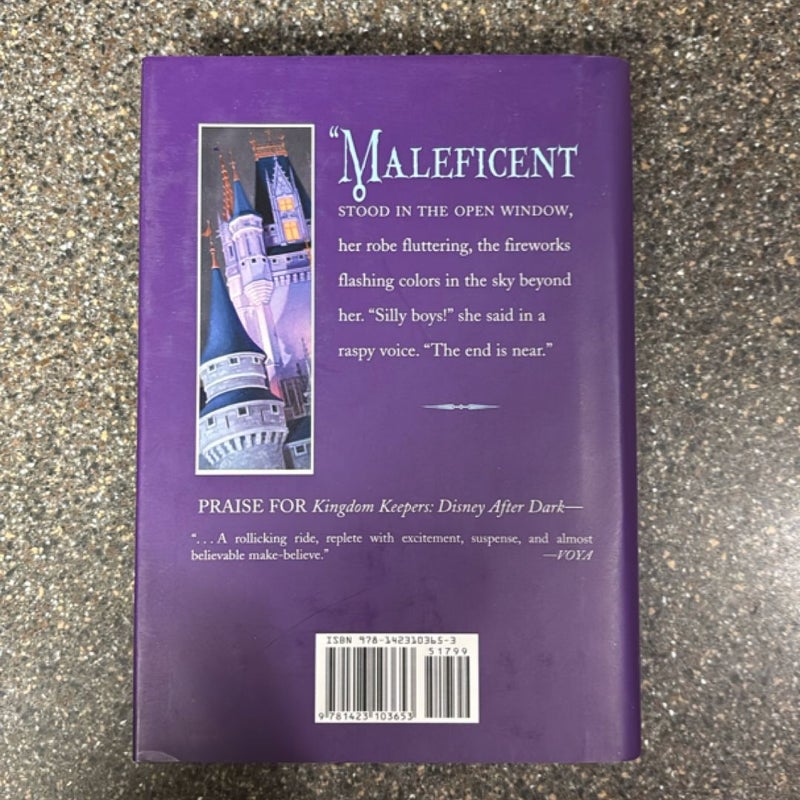 “MALEFICENT
STOOD IN THE OPEN WINDOW,
her robe fluttering, the fireworks
flashing colors in the sky beyond
her. “Silly boys!” she said in a
raspy voice. “The end is near.”
PRAISE FOR Kingdom Keepers: Disney After Dark—
“. . . A rollicking ride, replete with excitement, suspense, and almost
believable make-believe.” —VOYA
ISBN 978-142310365-3
51799
9 781423 103653